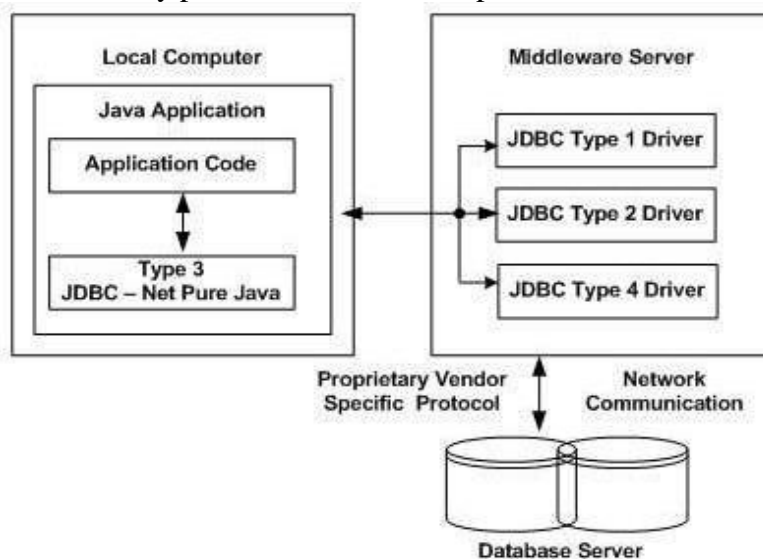 Local Computer
Java Application
Application Code
Type 3
JDBC – Net Pure Java
Middleware Server
JDBC Type 1 Driver
JDBC Type 2 Driver
JDBC Type 4 Driver
Proprietary Vendor
Specific Protocol
Network
Communication
Database Server